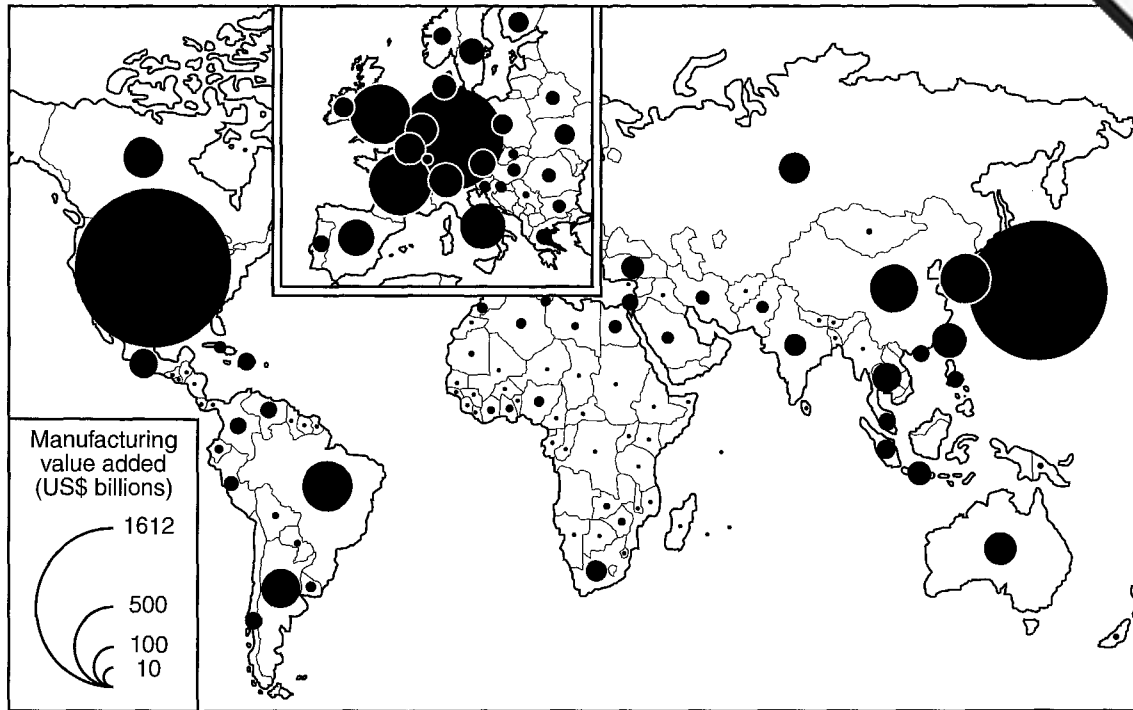 Manufacturing
value added
(US$ billions)
1612
500
100
10